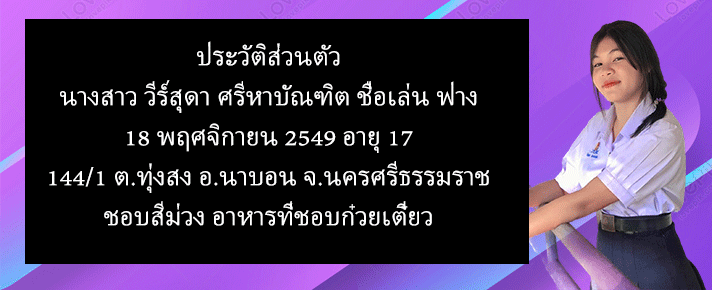 ประวัติส่วนตัว
นางสาว วีร์สุดา ศรีหาบัณฑิต ชื่อเล่น ฟาง
18 พฤศจิกายน 2549 อายุ 17
144/1 ต.ทุ่งสง อ.นาบอน จ.นครศรีธรรมราช
ชอบสีม่วง อาหารที่ชอบก๋วยเตี๋ยว